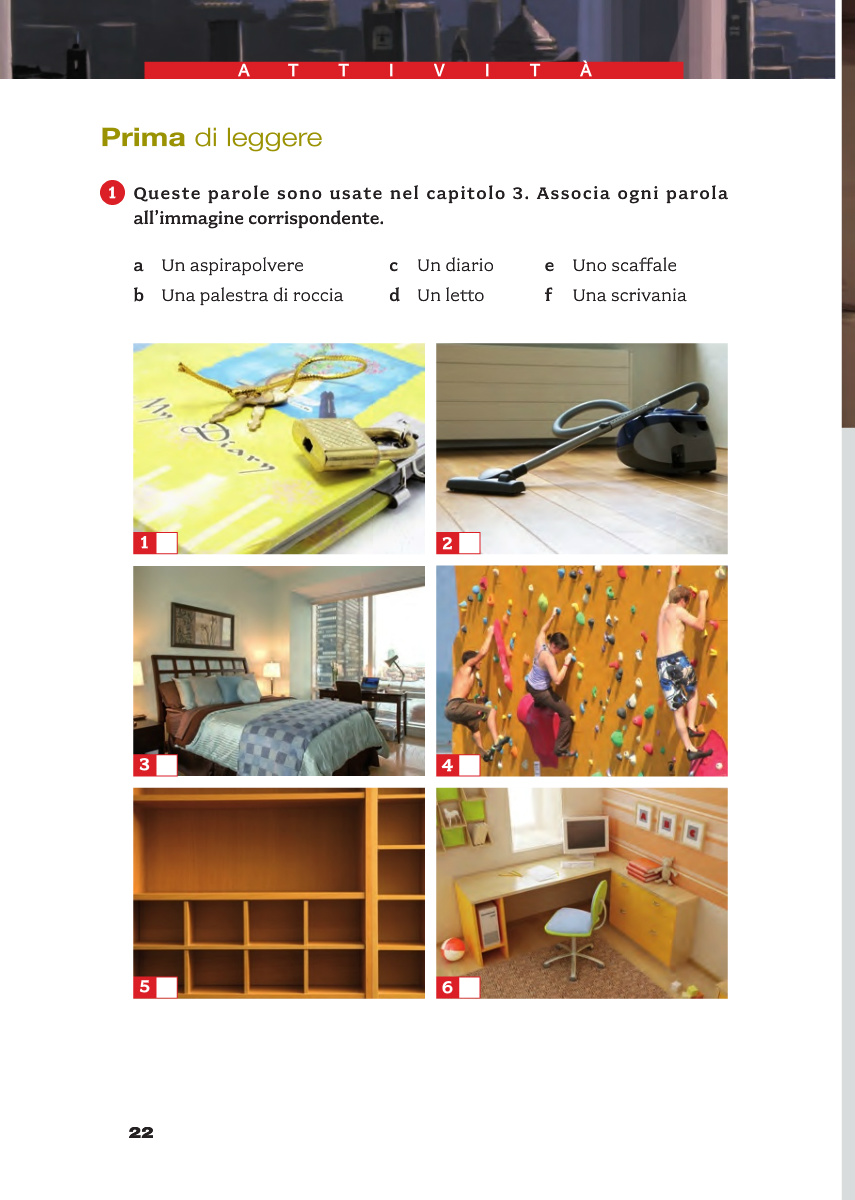 ATTIVITÀ
Prima di leggere
1 Queste parole sono usate nel capitolo 3. Associa ogni parola
all'immagine corrispondente.
a Un aspirapolvere c Un diario e Uno scaffale
b Una palestra di roccia d Un letto f Una scrivania
My Diary
1 2
3 4
A B C
5 6
22